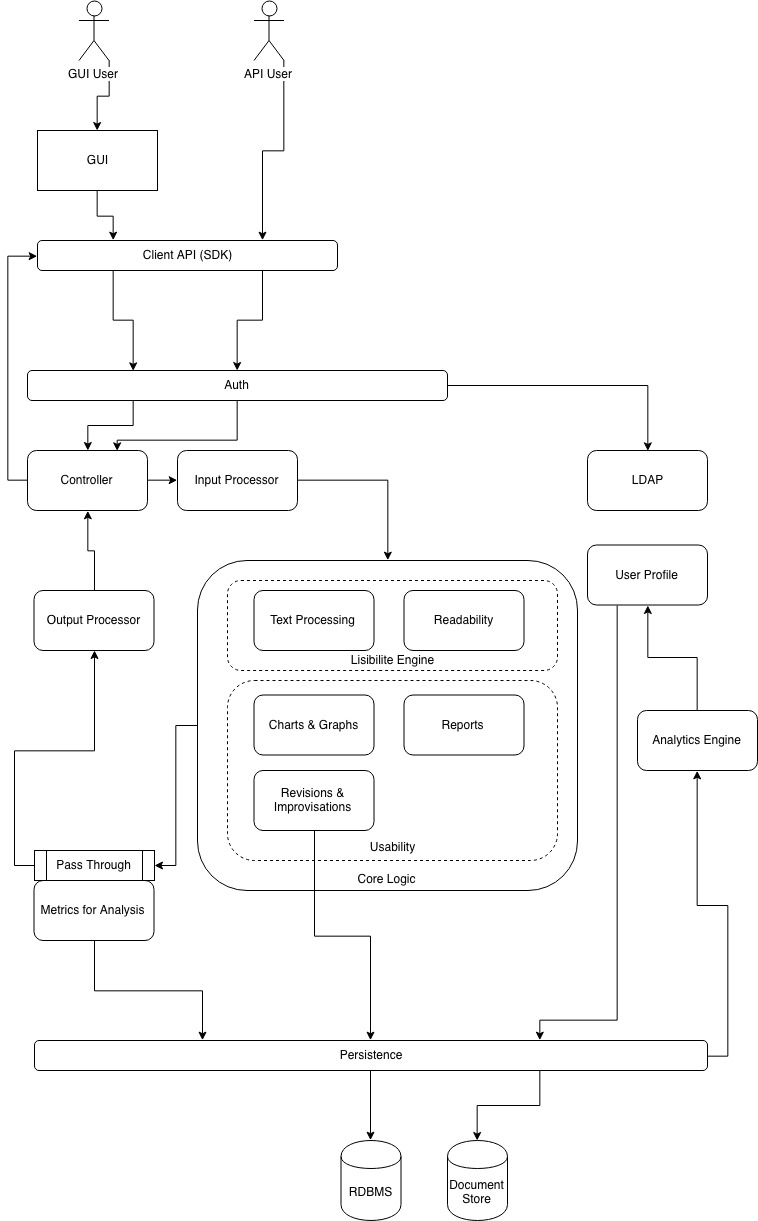 GUI User
API User
GUI
Client API (SDK)
Auth
Controller
Input Processor
LDAP
User Profile
Output Processor
Text Processing
Readability
Lisibilite Engine
Charts & Graphs
Reports
Analytics Engine
Revisions &
Improvisations
Usability
Pass Through
Core Logic
Metrics for Analysis
Persistence
RDBMS
Document
Store